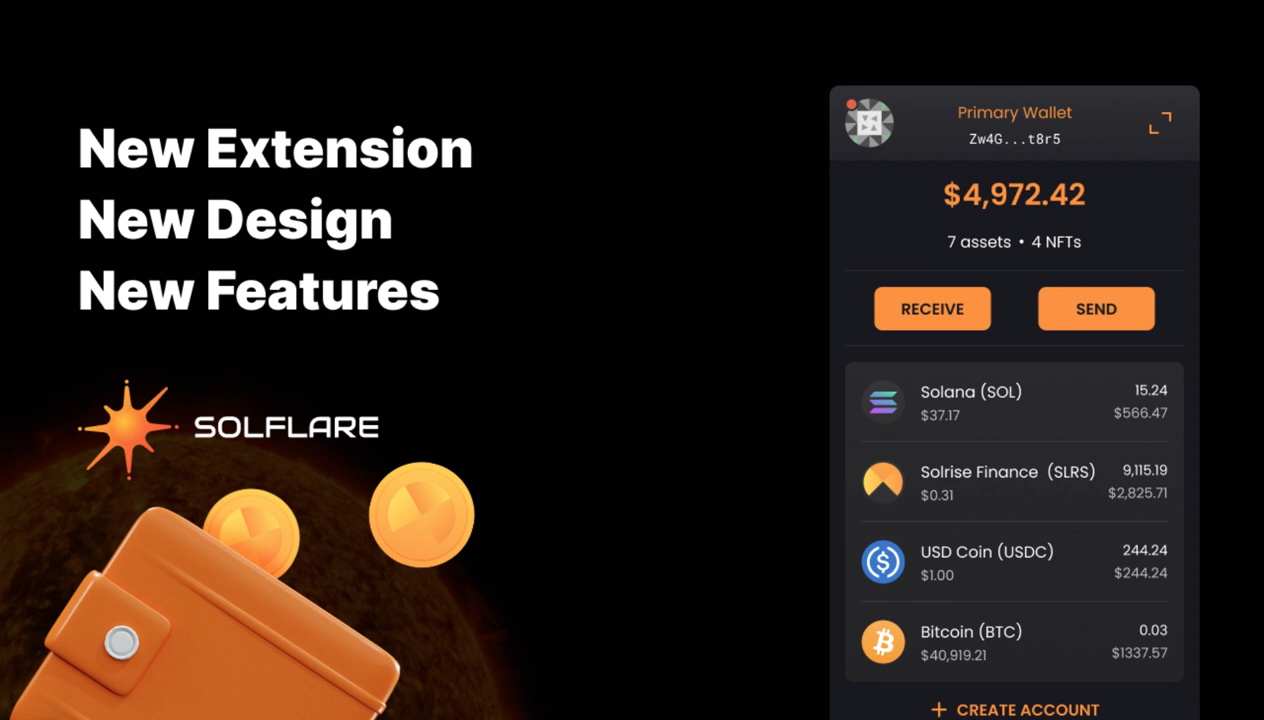 New Extension
New Design
New Features
SOLFLARE
Primary Wallet
Zw4G...t8r5
$4,972.42
7 assets • 4 NFTs
RECEIVE SEND
Solana (SOL) 15.24
$37.17 $566.47
Solrise Finance (SLRS) 9,115.19
$0.31 $2,825.71
USD Coin (USDC) 244.24
$1.00 $244.24
Bitcoin (BTC) 0.03
$40,919.21 $1337.57
+ CREATE ACCOUNT